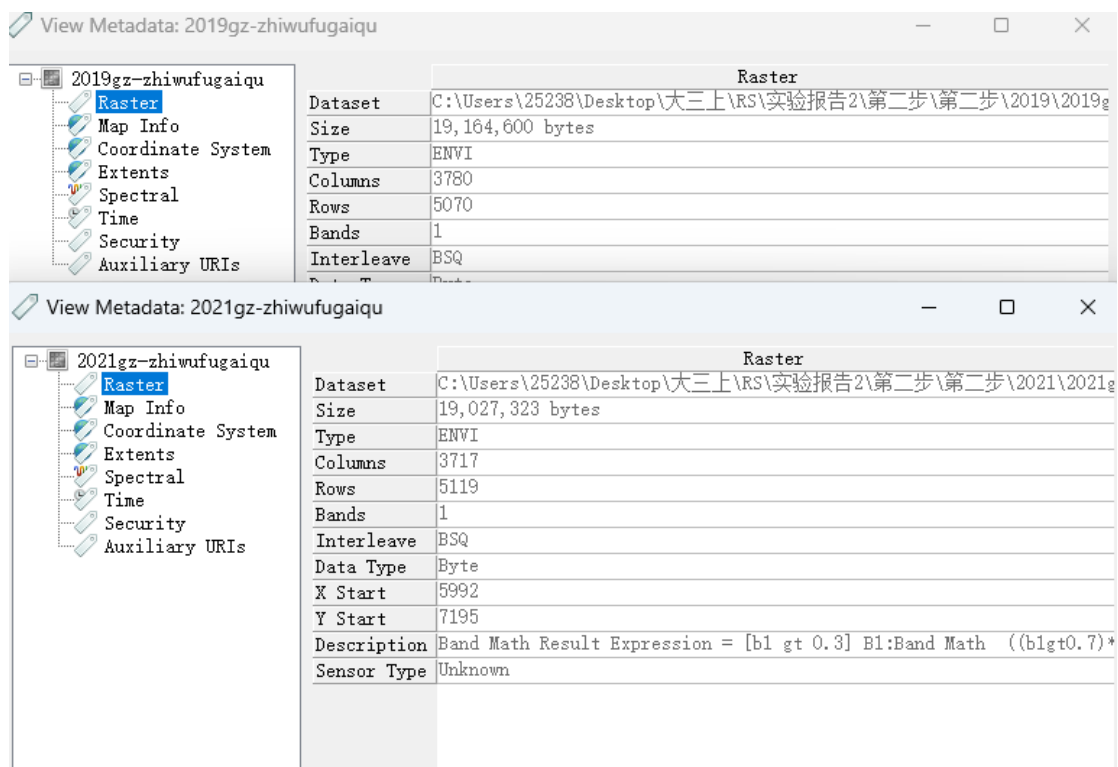 View Metadata: 2019gz-zhiwufugaiqu
2019gz-zhiwufugaiqu
Raster
Map Info
Coordinate System
Extents
Spectral
Time
Security
Auxiliary URIs
Raster
Dataset C:\Users\25238\Desktop\大三上\RS\实验报告2\第二步\第二步\2019\2019g
Size 19,164,600 bytes
Type ENVI
Columns 3780
Rows 5070
Bands 1
Interleave BSQ
View Metadata: 2021gz-zhiwufugaiqu
2021gz-zhiwufugaiqu
Raster
Map Info
Coordinate System
Extents
Spectral
Time
Security
Auxiliary URIs
Raster
Dataset C:\Users\25238\Desktop\大三上\RS\实验报告2\第二步\第二步\2021\2021g
Size 19,027,323 bytes
Type ENVI
Columns 3717
Rows 5119
Bands 1
Interleave BSQ
Data Type Byte
X Start 5992
Y Start 7195
Description Band Math Result Expression = [b1 gt 0.3] B1:Band Math ((b1gt0.7)*
Sensor Type Unknown